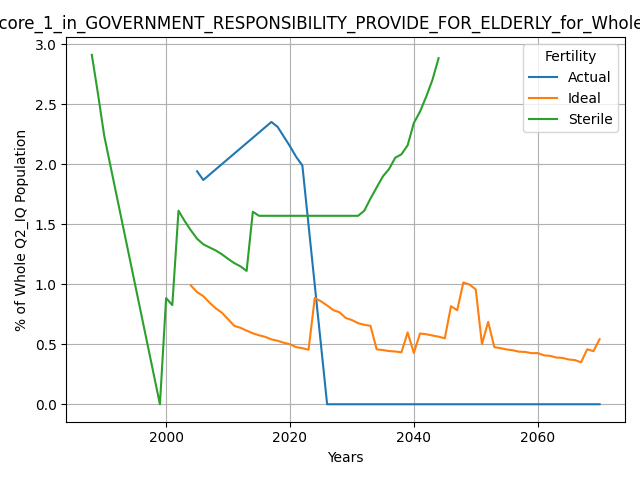 core_1_in_GOVERNMENT_RESPONSIBILITY_PROVIDE_FOR_ELDERLY_for_Whole
3.0
2.5
2.0
1.5
1.0
0.5
0.0
% of Whole Q2_IQ Population
Fertility
Actual
Ideal
Sterile
2000
2020
2040
2060
Years